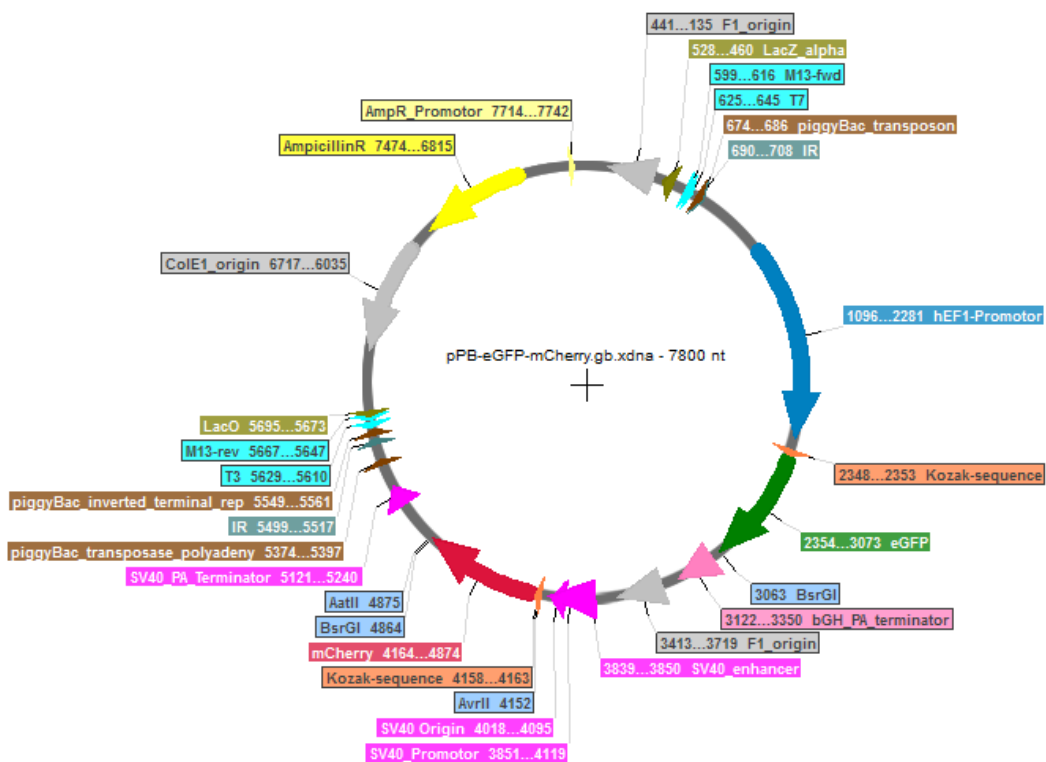 441...135 F1_origin
528...460 LacZ_alpha
599...616 M13-fwd
625...645 T7
674...686 piggyBac_transposon
690...708 IR
AmpR_Promotor 7714...7742
AmpicillinR 7474...6815
ColE1_origin 6717...6035
1096...2281 hEF1-Promotor
pPB-eGFP-mCherry.gb.xdna - 7800 nt
LacO 5695...5673
M13-rev 5667...5647
T3 5629...5610
piggyBac_inverted_terminal_rep 5549...5561
IR 5499...5517
piggyBac_transposase_polyadeny 5374...5397
SV40_PA_Terminator 5121...5240
AatII 4875
BsrGI 4864
mCherry 4164...4874
Kozak-sequence 4158...4163
AvrII 4152
SV40 Origin 4018...4095
SV40_Promotor 3851...4119
2348...2353 Kozak-sequence
2354...3073 eGFP
3063 BsrGI
3122...3350 bGH_PA_terminator
3413...3719 F1_origin
3839...3850 SV40_enhancer